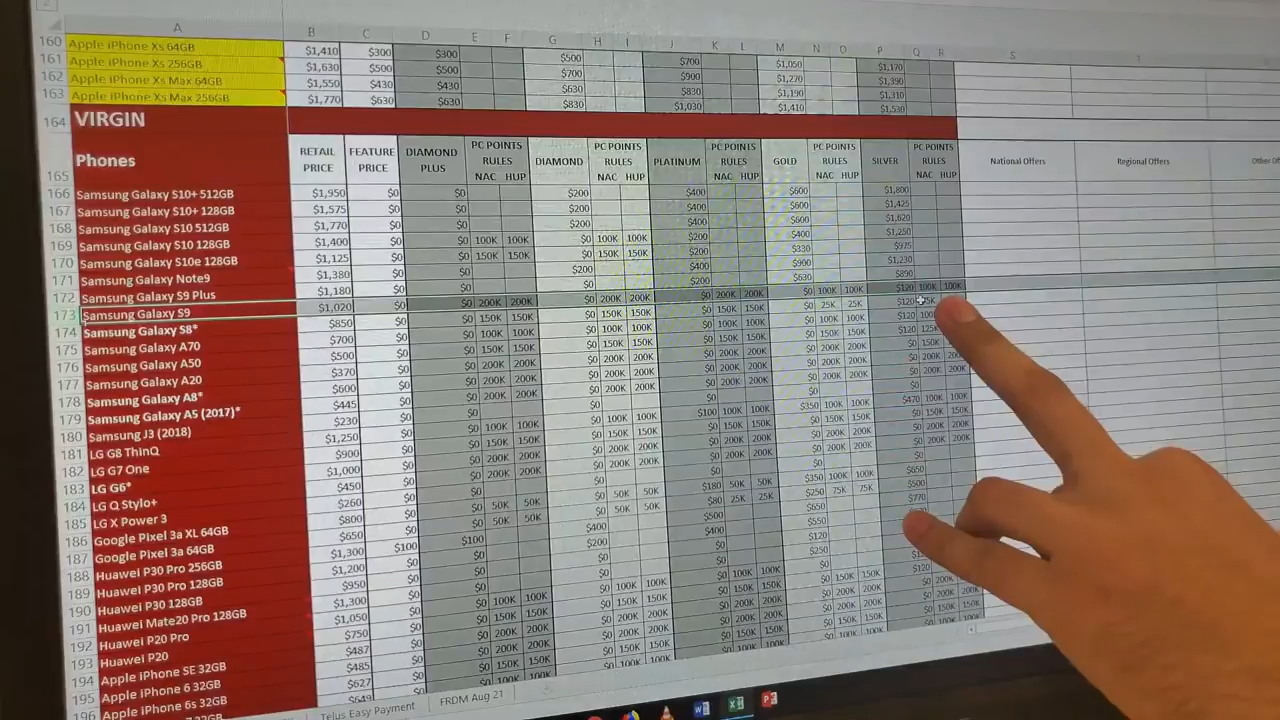 A B C D E F G H I J K L M N O P Q R S T
160 Apple iPhone Xs 64GB $1,410 $300 $300 $500 $700 $1,050 $1,170
161 Apple iPhone Xs 256GB $1,630 $500 $500 $700 $900 $1,270 $1,390
162 Apple iPhone Xs Max 64GB $1,550 $430 $430 $630 $830 $1,190 $1,310
163 Apple iPhone Xs Max 256GB $1,770 $630 $630 $830 $1,030 $1,410 $1,530
164 VIRGIN
165 Phones RETAIL PRICE FEATURE PRICE DIAMOND PLUS PC POINTS RULES NAC HUP DIAMOND PC POINTS RULES NAC HUP PLATINUM PC POINTS RULES NAC HUP GOLD PC POINTS RULES NAC HUP SILVER PC POINTS RULES NAC HUP National Offers Regional Offers Other
166 Samsung Galaxy S10+ 512GB $1,950 $0 $0 $200 $400 $600 $1,800
167 Samsung Galaxy S10+ 128GB $1,575 $0 $0 $200 $400 $600 $1,425
168 Samsung Galaxy S10 512GB $1,770 $0 $0 $200 $400 $600 $1,620
169 Samsung Galaxy S10 128GB $1,400 $0 $0 100K 100K $0 100K 100K $200 $400 $1,250
170 Samsung Galaxy S10e 128GB $1,125 $0 $0 150K 150K $0 150K 150K $200 $330 $975
171 Samsung Galaxy Note9 $1,380 $0 $0 $200 $400 $900 $1,230
172 Samsung Galaxy S9 Plus $1,180 $0 $0 $0 $200 $630 $890
173 Samsung Galaxy S9 $1,020 $0 $0 200K 200K $0 200K 200K $0 200K 200K $0 100K 100K $120 100K 100K
174 Samsung Galaxy S8* $850 $0 $0 150K 150K $0 150K 150K $0 150K 150K $0 25K 25K $120
175 Samsung Galaxy A70 $700 $0 $0 100K 100K $0 100K 100K $0 100K 100K $0 100K 100K $120
176 Samsung Galaxy A50 $500 $0 $0 150K 150K $0 150K 150K $0 150K 150K $0 150K 150K $120
177 Samsung Galaxy A20 $370 $0 $0 200K 200K $0 200K 200K $0 200K 200K $0 200K 200K $0
178 Samsung Galaxy A8* $600 $0 $0 200K 200K $0 200K 200K $0 200K 200K $0 200K 200K $0 200K 200K
179 Samsung Galaxy A5 (2017)* $445 $0 $0 200K 200K $0 200K 200K $0 200K 200K $0 200K 200K $0 200K 200K
180 Samsung J3 (2018) $230 $0 $0 $0 $0 $0 $0
181 LG G8 ThinQ $1,250 $0 $0 100K 100K $0 100K 100K $100 100K 100K $350 100K 100K $470 100K 100K
182 LG G7 One $900 $0 $0 150K 150K $0 150K 150K $0 150K 150K $0 150K 150K $0 150K 150K
183 LG G6* $1,000 $0 $0 200K 200K $0 200K 200K $0 200K 200K $0 200K 200K $0 200K 200K
184 LG Q Stylo+ $450 $0 $0 200K 200K $0 200K 200K $0 200K 200K $0 200K 200K $0 200K 200K
185 LG X Power 3 $260 $0 $0 $0 $0 $0 $0
186 Google Pixel 3a XL 64GB $800 $0 $0 50K 50K $0 50K 50K $180 50K 50K $350 $650
187 Google Pixel 3a 64GB $650 $0 $0 50K 50K $0 50K 50K $80 25K 25K $250 75K 75K $500
188 Huawei P30 Pro 256GB $1,300 $100 $100 $400 $500 $650 $770
189 Huawei P30 Pro 128GB $1,200 $0 $0 $200 $400 $550
190 Huawei P30 128GB $950 $0 $0 $0 $0 $120
191 Huawei Mate20 Pro 128GB $1,300 $0 $0 $0 $0 $250
192 Huawei P20 Pro $1,050 $0 $0 100K 100K $0 100K 100K $0 100K 100K $0
193 Huawei P20 $750 $0 $0 150K 150K $0 150K 150K $0 150K 150K $0 150K 150K
194 Apple iPhone SE 32GB $487 $0 $0 200K 200K $0 200K 200K $0 200K 200K $0 200K 200K
195 Apple iPhone 6 32GB $485 $0 $0 150K 150K $0 150K 150K $0 150K 150K $0 150K 150K
196 Apple iPhone 6s 32GB $627 $0 $0 100K 100K $0 100K 100K $0 100K 100K $0 100K 100K
$649 $0
Telus Easy Payment FRDM Aug 21